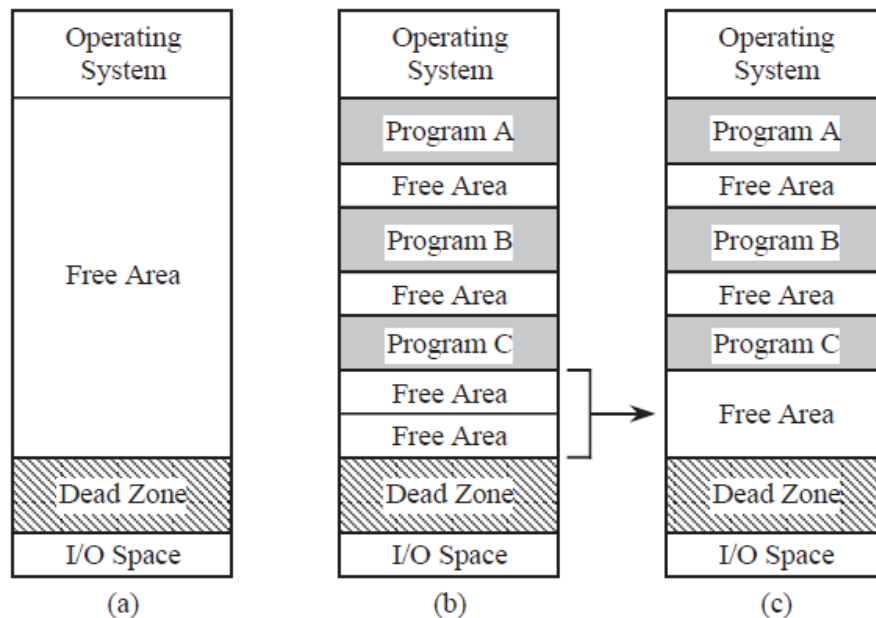 Operating
System
Free Area
Dead Zone
I/O Space
(a)
Operating
System
Program A
Free Area
Program B
Free Area
Program C
Free Area
Free Area
Dead Zone
I/O Space
(b)
Operating
System
Program A
Free Area
Program B
Free Area
Program C
Free Area
Dead Zone
I/O Space
(c)